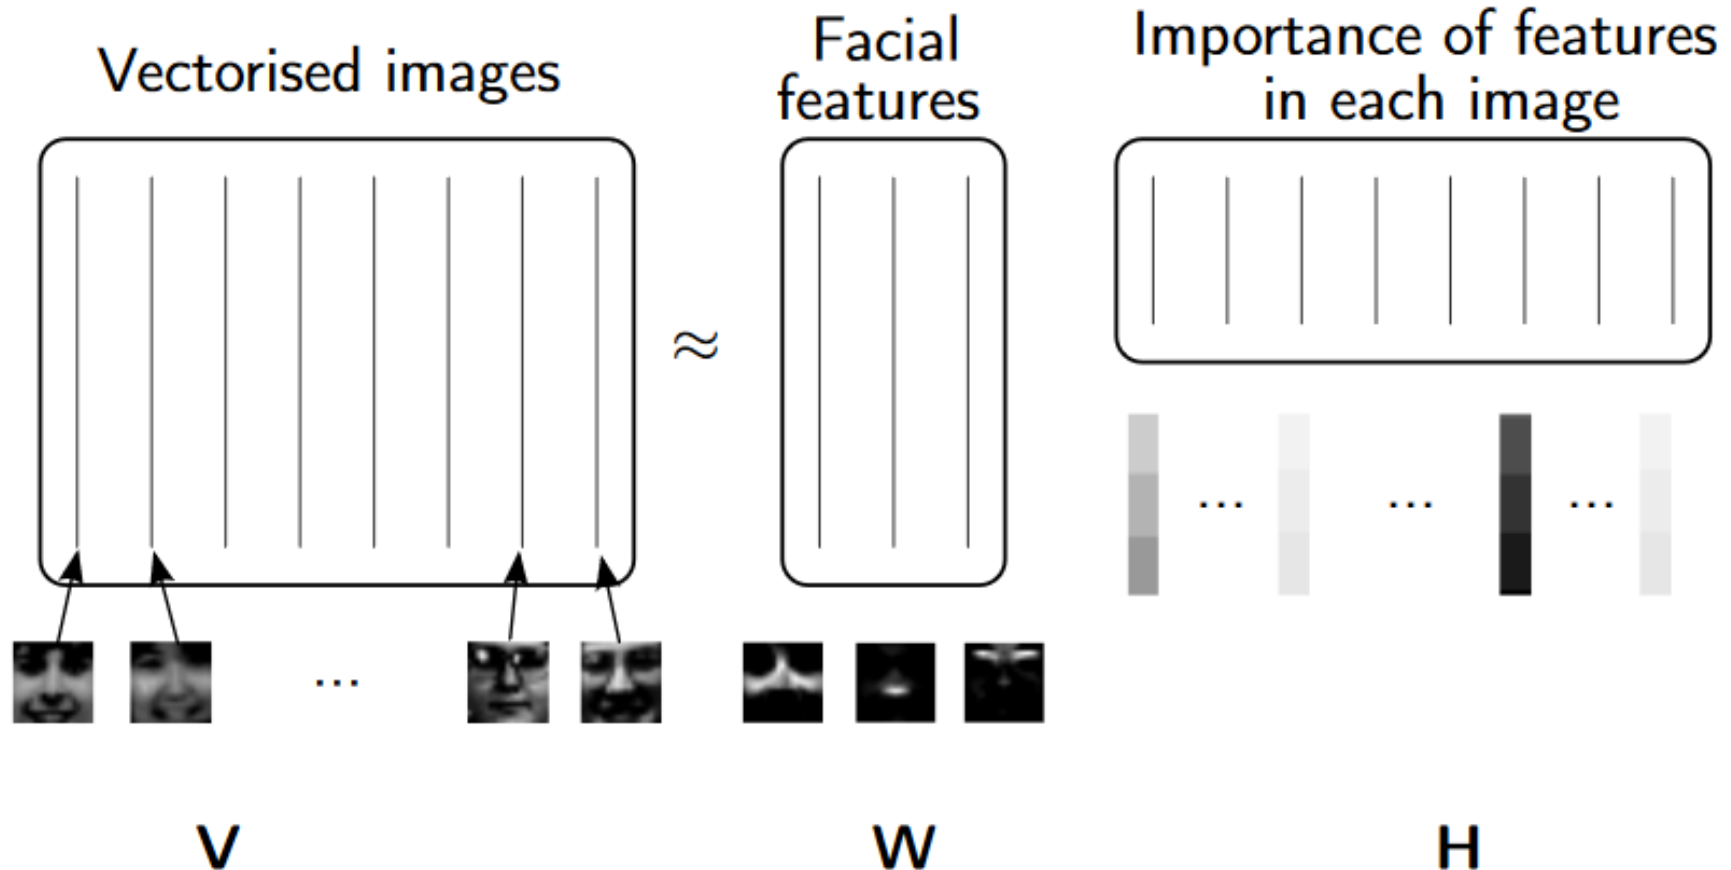 Vectorised images
Facial
features
Importance of features
in each image
≈
...
...
...
...
V
W
H